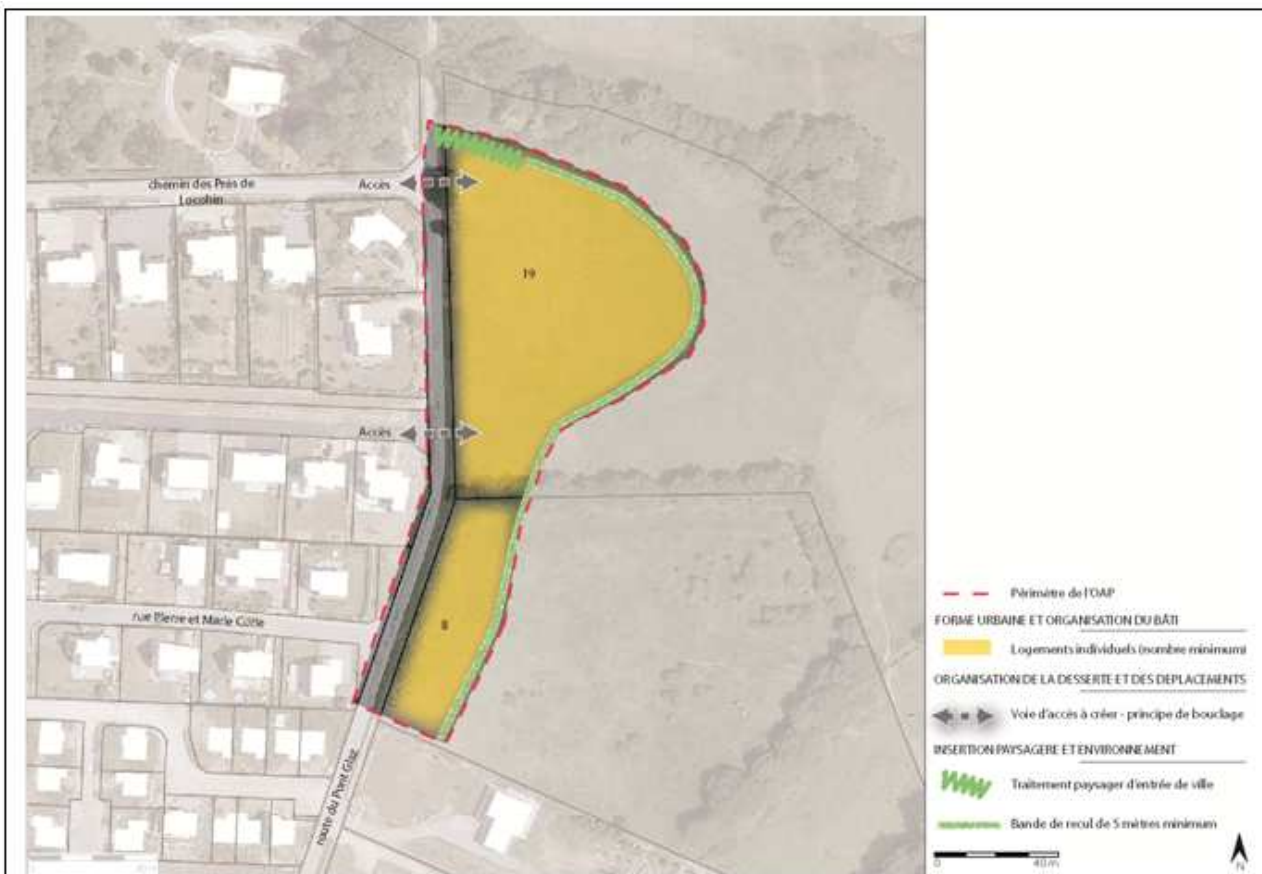 chemin des Prés de
Locohin
Accès
19
Accès
rue Pierre et Marie Curie
8
route du Pont Glaz
Périmètre de l'OAP
FORME URBAINE ET ORGANISATION DU BÂTI
Logements individuels (nombre minimum)
ORGANISATION DE LA DESSERTE ET DES DEPLACEMENTS
Voie d'accès à créer - principe de bouclage
INSERTION PAYSAGERE ET ENVIRONNEMENT
Traitement paysager d'entrée de ville
Bande de recul de 5 mètres minimum
0 40 m
N